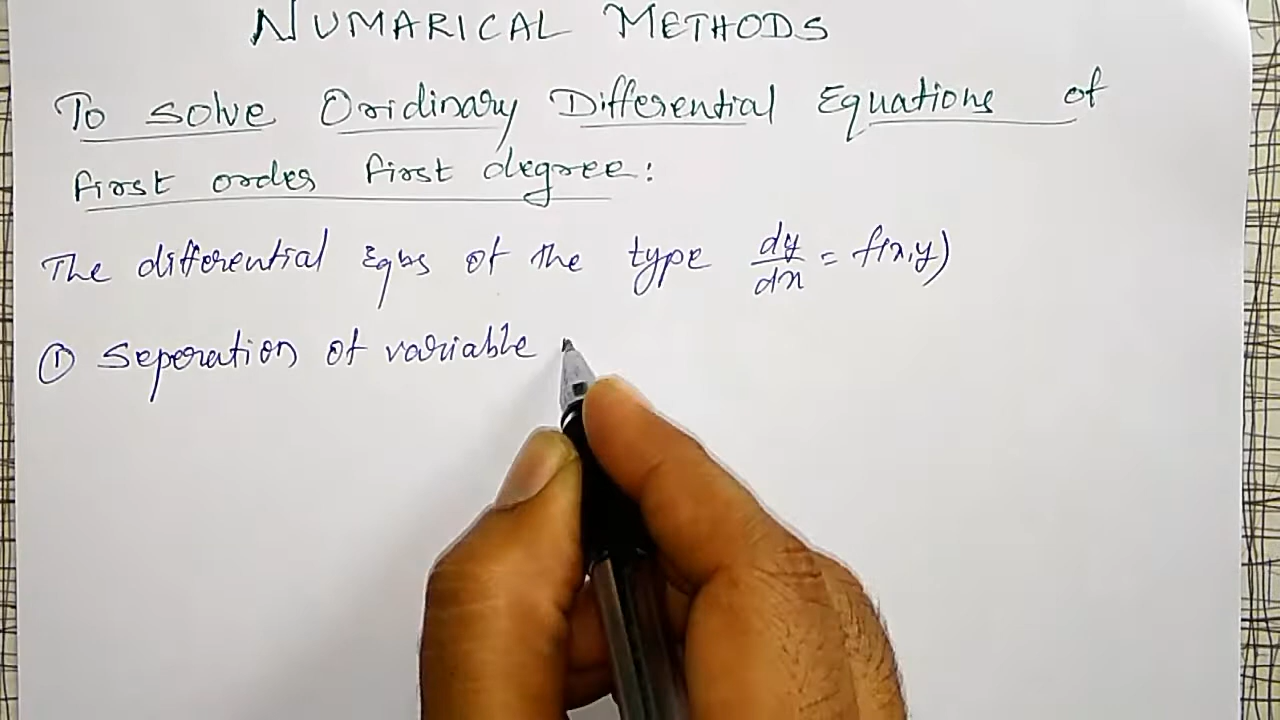 NUMARICAL METHODS
To solve Oridinary Differential Equations of
first order first degree:
The differential Eqns of the type dy/dx = f(x,y)
① Seperation of variable